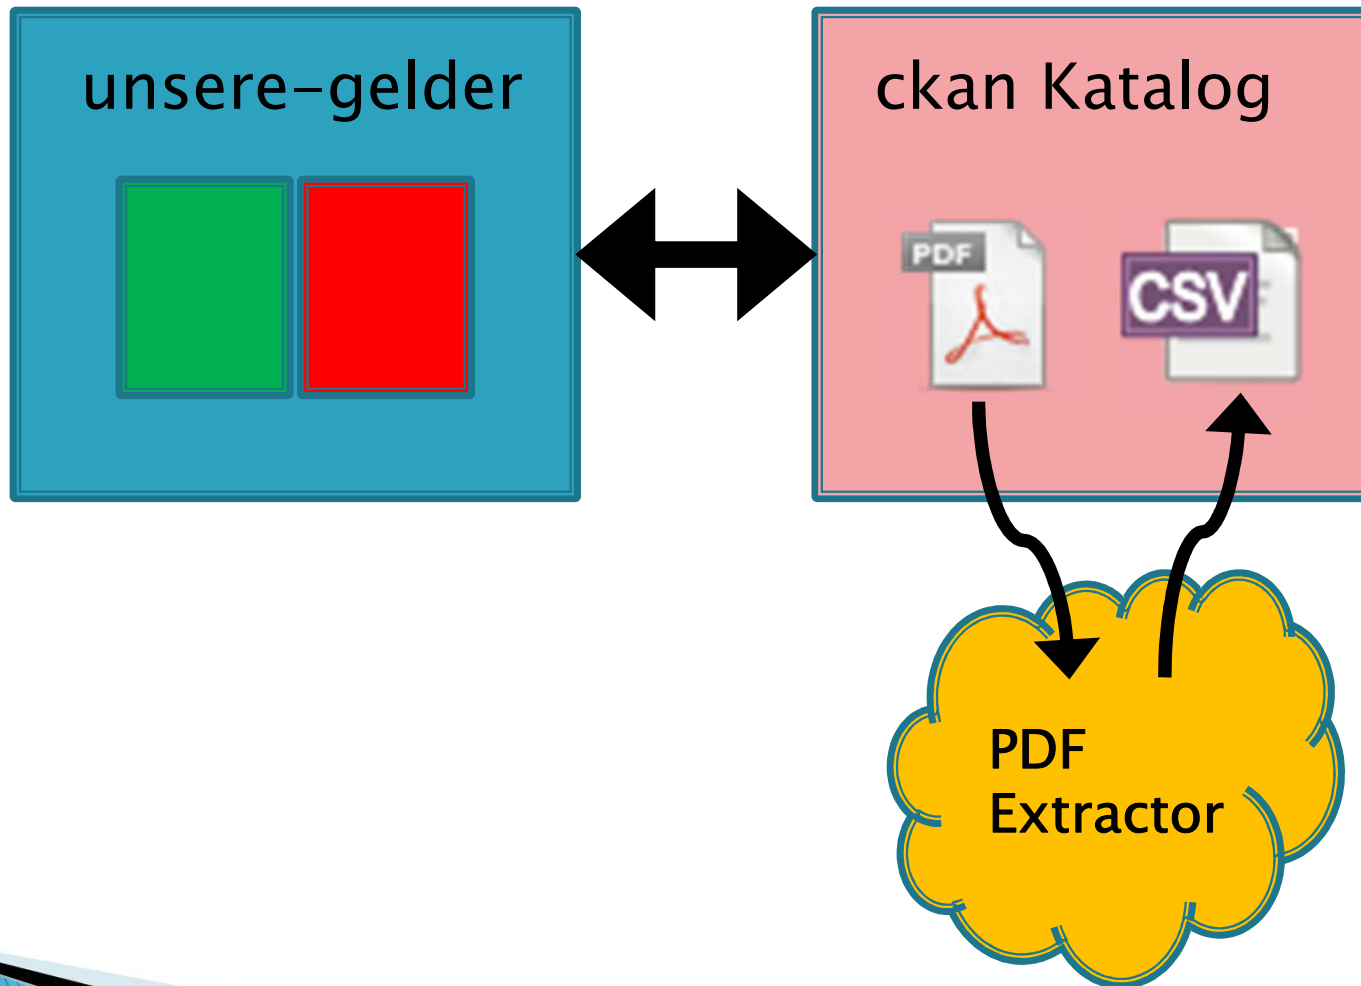 unsere-gelder
ckan Katalog
PDF
CSV
PDF
Extractor